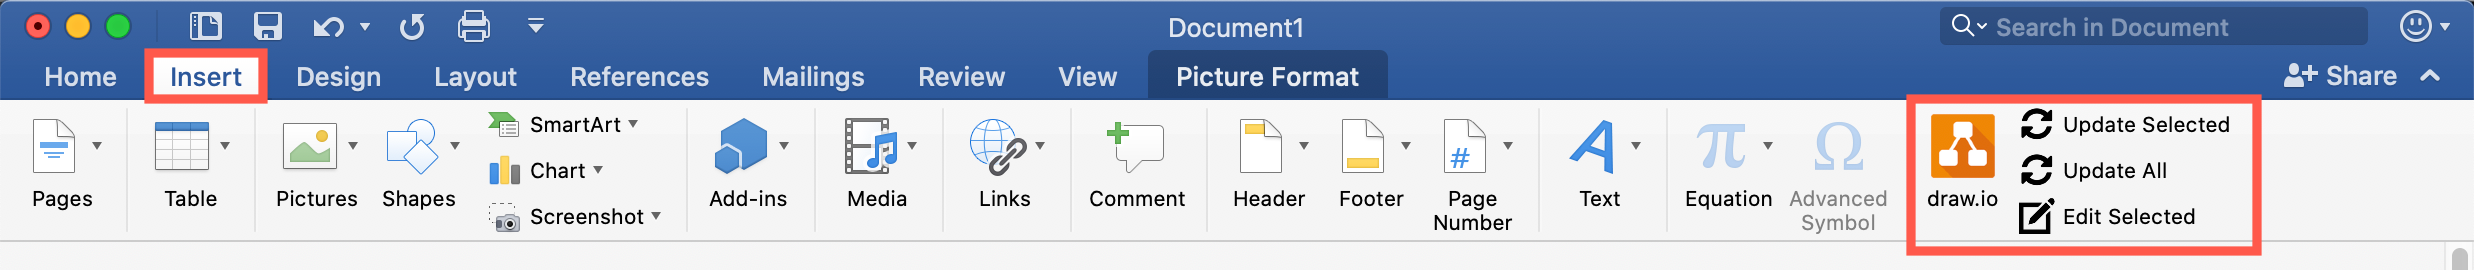 Document1
Search in Document
Home Insert Design Layout References Mailings Review View Picture Format Share
Pages
Table
Pictures
Shapes
SmartArt
Chart
Screenshot
Add-ins
Media
Links
Comment
Header
Footer
Page
Number
#
Text
A
Equation
π
Advanced
Symbol
Ω
draw.io
Update Selected
Update All
Edit Selected